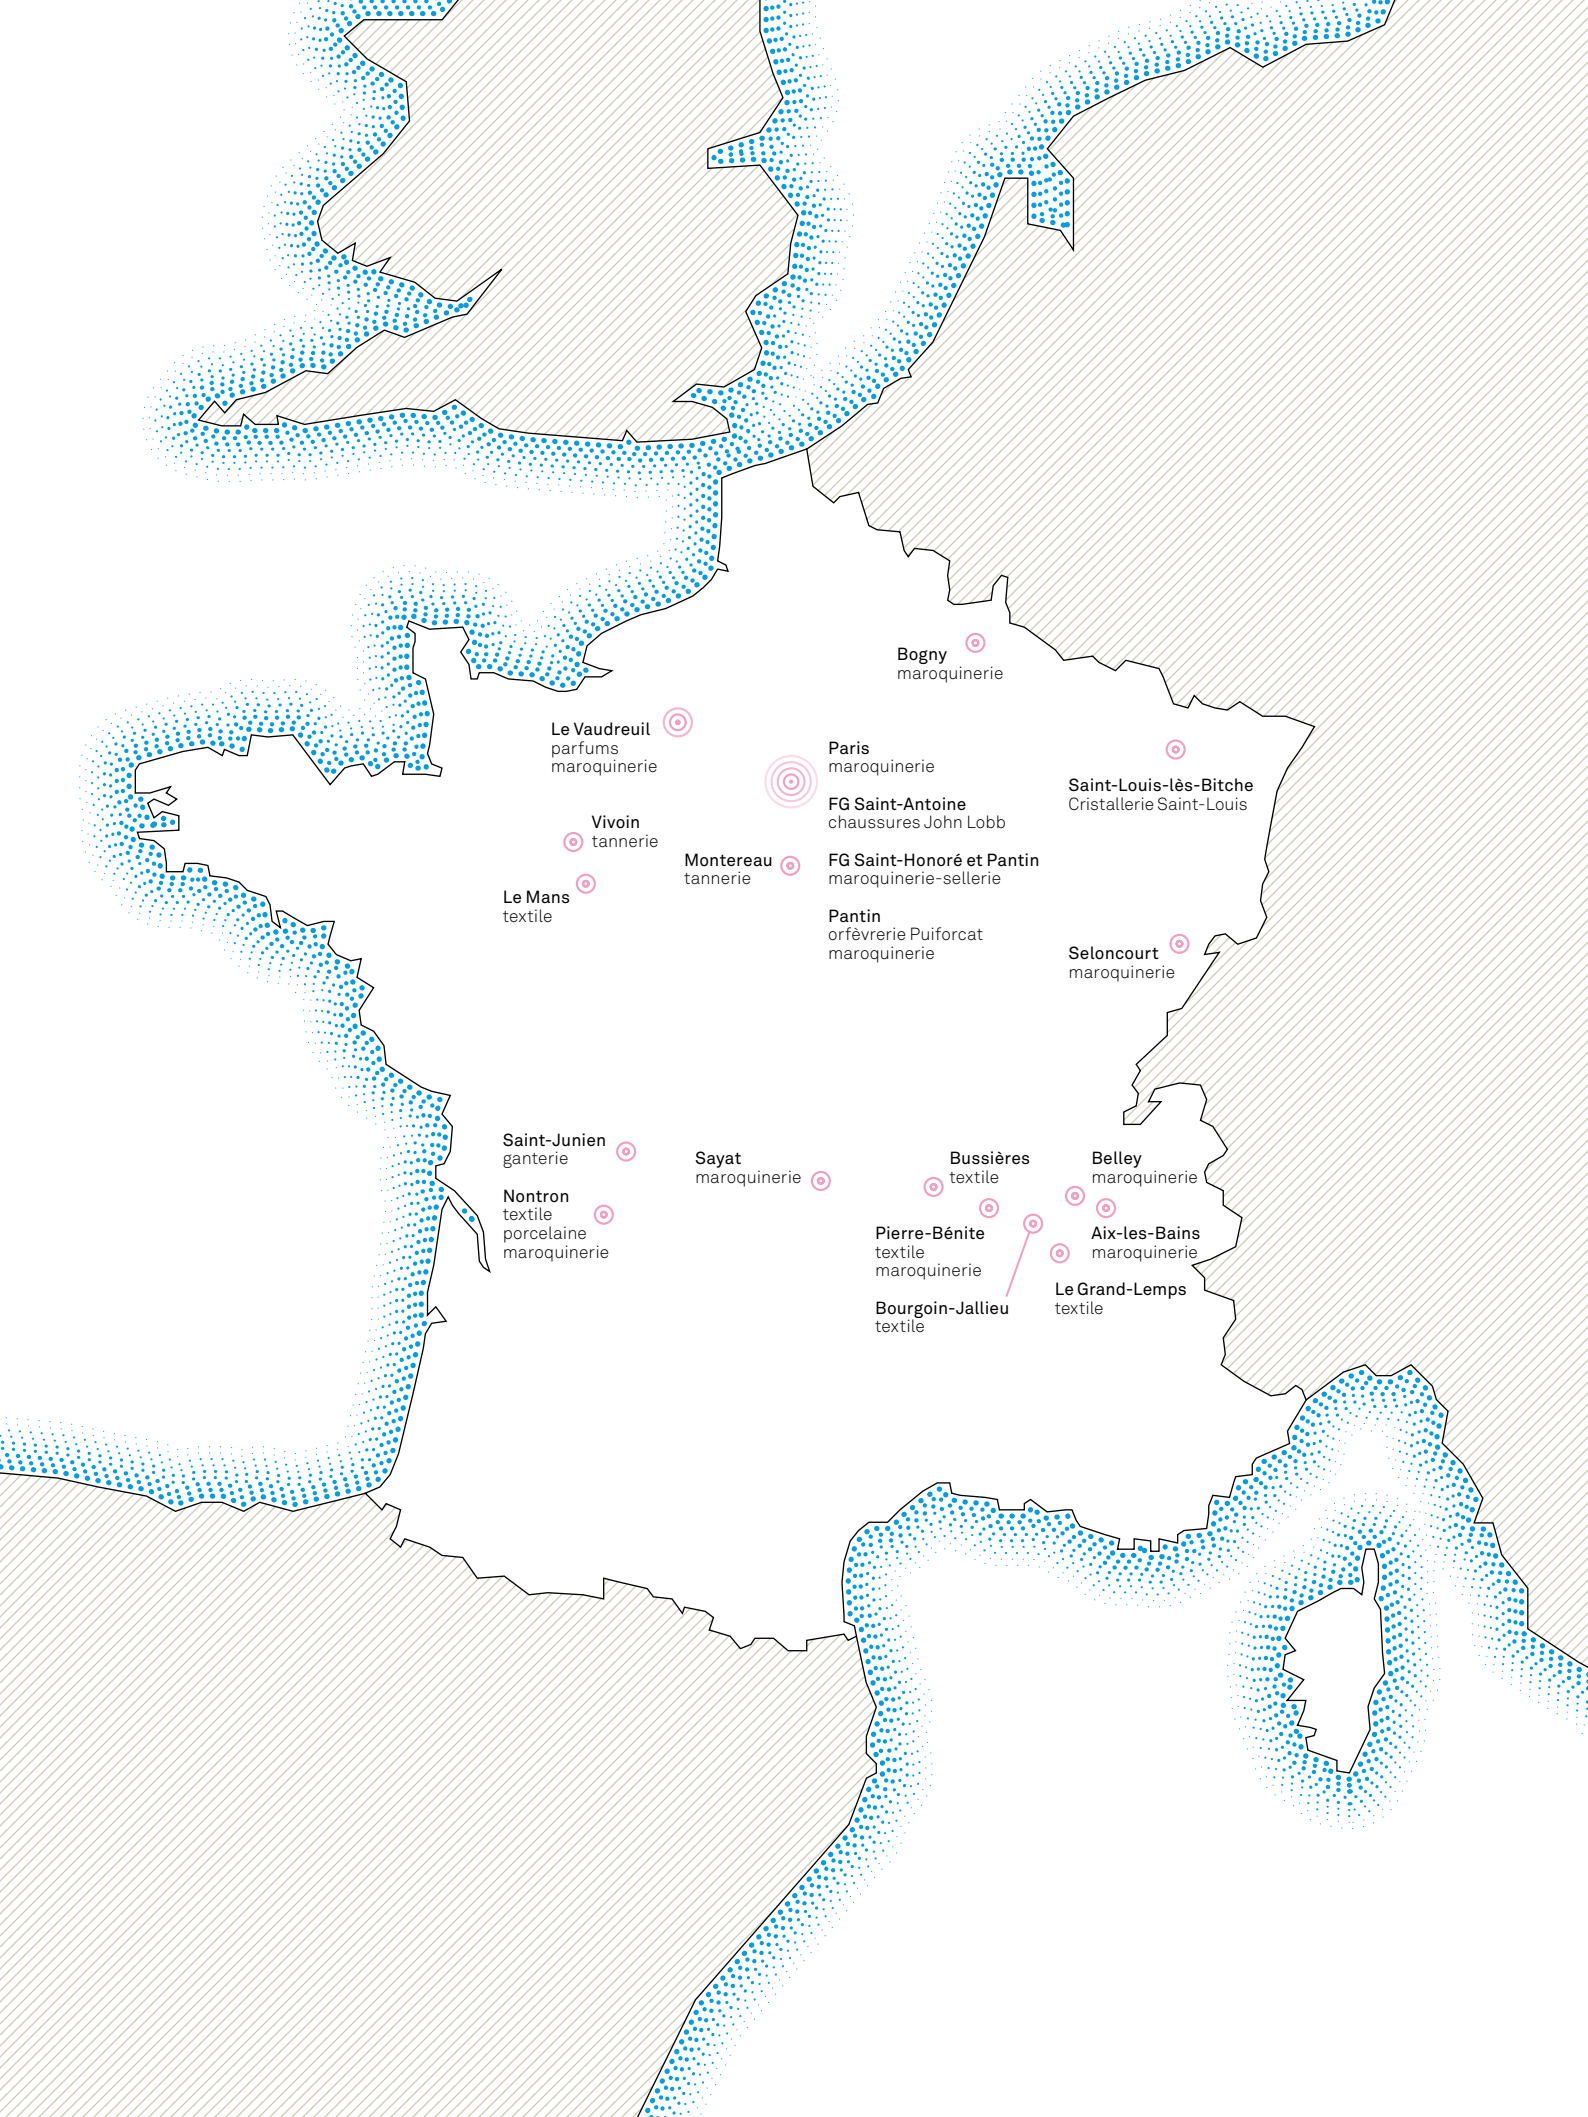 Bogny
maroquinerie
Le Vaudreuil
parfums
maroquinerie
Paris
maroquinerie
FG Saint-Antoine
chaussures John Lobb
FG Saint-Honoré et Pantin
maroquinerie-sellerie
Pantin
orfèvrerie Puiforcat
maroquinerie
Saint-Louis-lès-Bitche
Cristallerie Saint-Louis
Vivoin
tannerie
Montereau
tannerie
Le Mans
textile
Seloncourt
maroquinerie
Saint-Junien
ganterie
Nontron
textile
porcelaine
maroquinerie
Sayat
maroquinerie
Bussières
textile
Belley
maroquinerie
Pierre-Bénite
textile
maroquinerie
Aix-les-Bains
maroquinerie
Le Grand-Lemps
textile
Bourgoin-Jallieu
textile